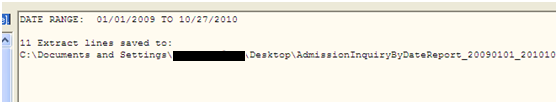 DATE RANGE:  01/01/2009 TO 10/27/2010
11 Extract lines saved to:
C:\Documents and Settings\ \Desktop\AdmissionInquiryByDateReport_20090101_201010